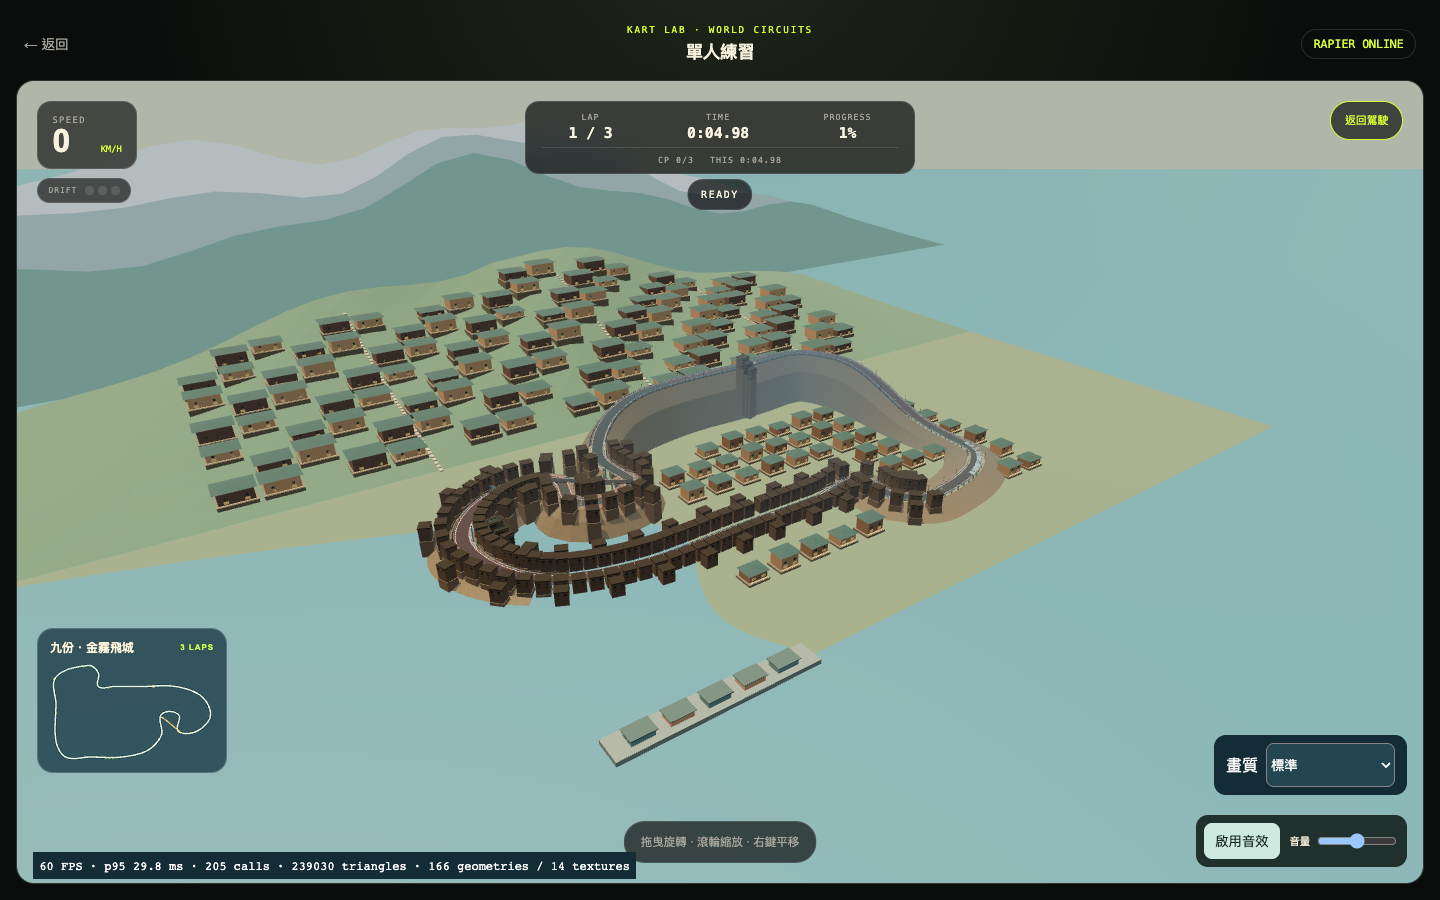 ← 返回
KART LAB · WORLD CIRCUITS
單人練習
RAPIER ONLINE
SPEED
0 KM/H
DRIFT
LAP TIME PROGRESS
1 / 3 0:04.98 1%
CP 0/3 THIS 0:04.98
READY
返回駕駛
九份 · 金霧飛城 3 LAPS
畫質 標準
拖曳旋轉 · 滾輪縮放 · 右鍵平移
啟用音效 音量
60 FPS · p95 29.8 ms · 205 calls · 239030 triangles · 166 geometries / 14 textures